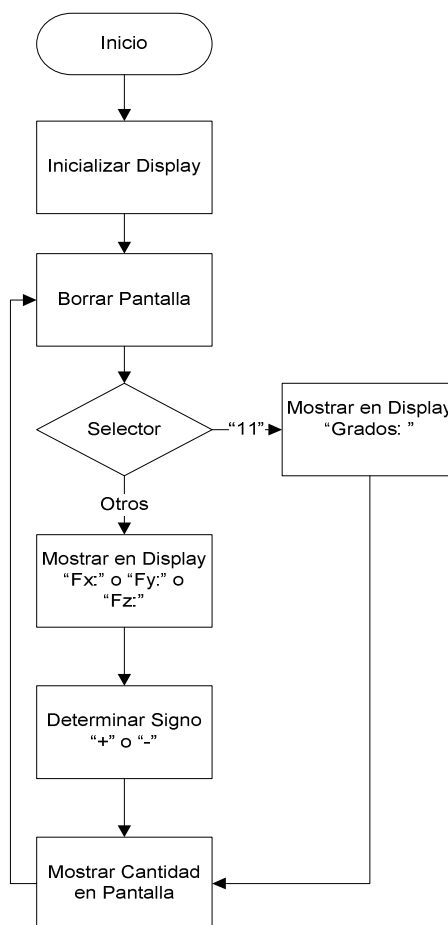 Inicio
Inicializar Display
Borrar Pantalla
Selector
“11”
Mostrar en Display
“Grados: ”
Otros
Mostrar en Display
“Fx:” o “Fy:” o
“Fz:”
Determinar Signo
“+” o “-”
Mostrar Cantidad
en Pantalla